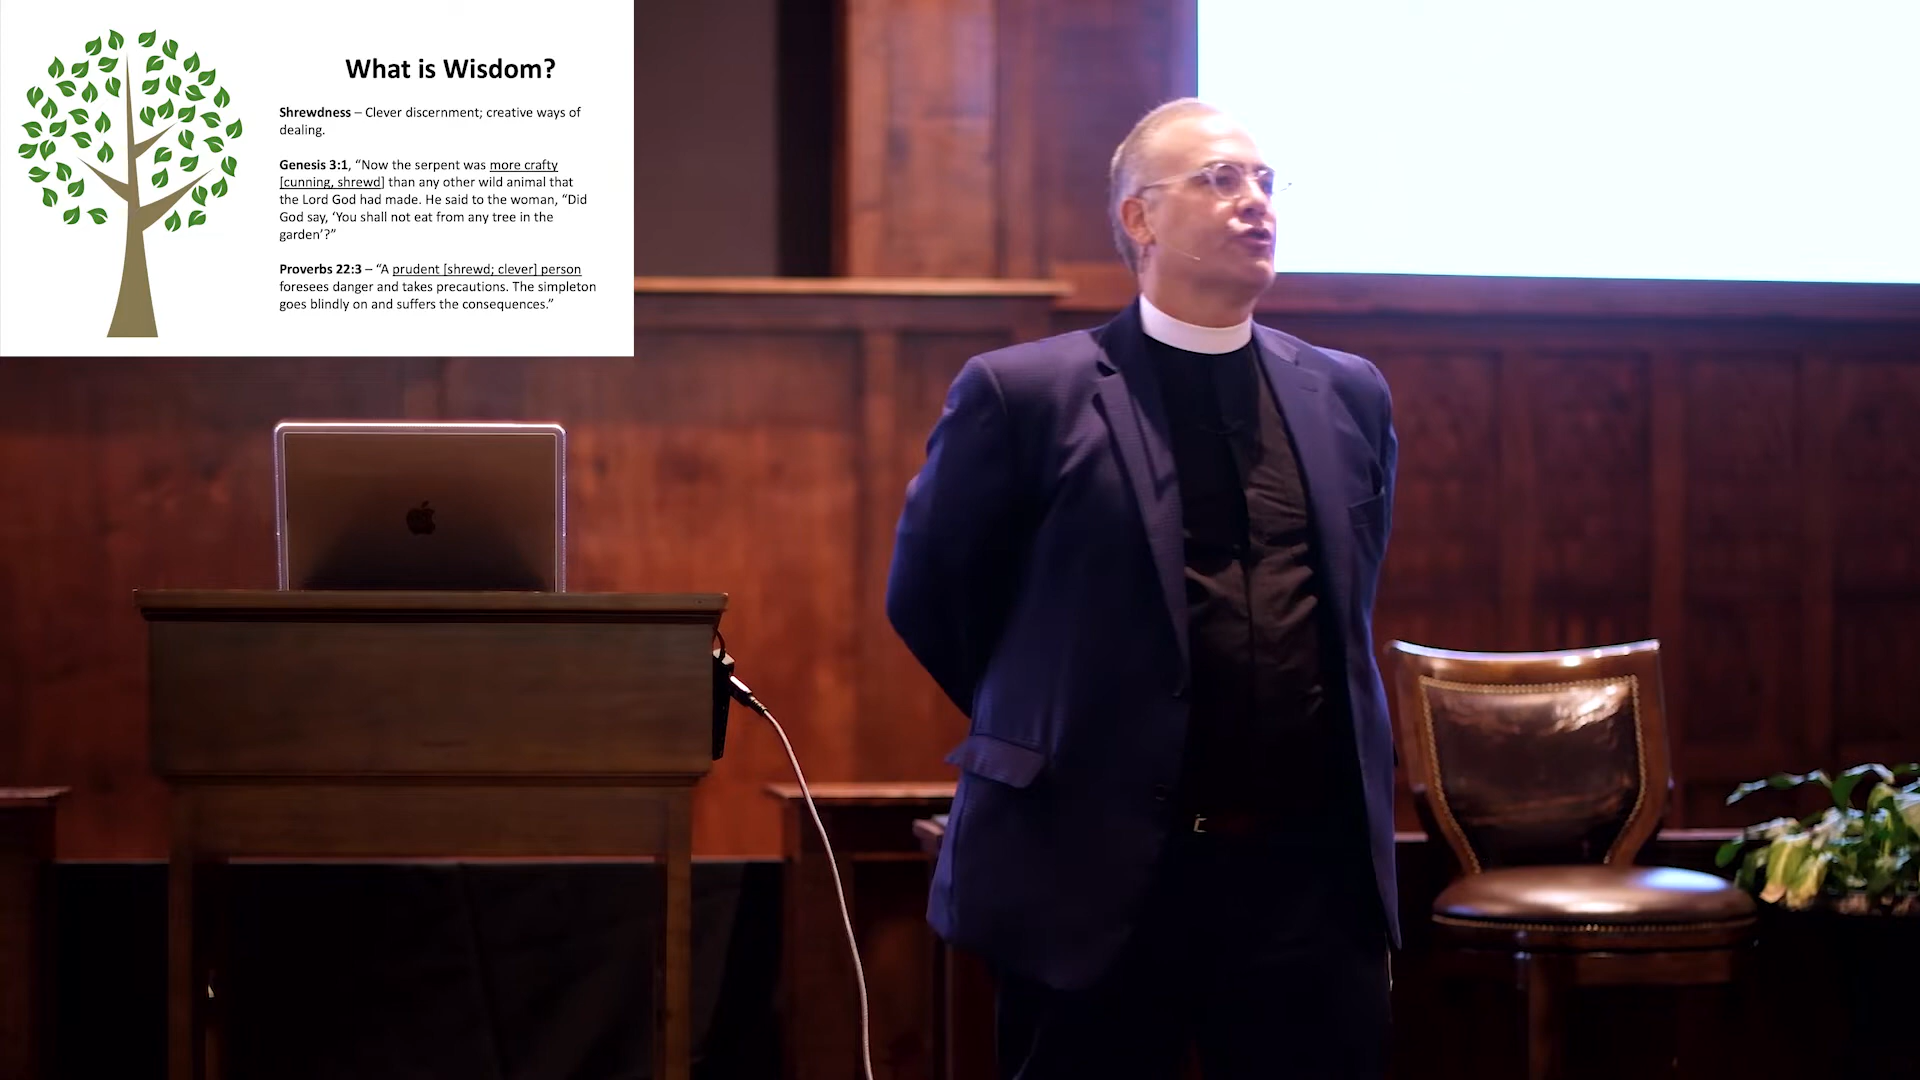 What is Wisdom?
Shrewdness – Clever discernment; creative ways of
dealing.
Genesis 3:1, “Now the serpent was more crafty
[cunning, shrewd] than any other wild animal that
the Lord God had made. He said to the woman, “Did
God say, ‘You shall not eat from any tree in the
garden’?”
Proverbs 22:3 – “A prudent [shrewd; clever] person
foresees danger and takes precautions. The simpleton
goes blindly on and suffers the consequences.”